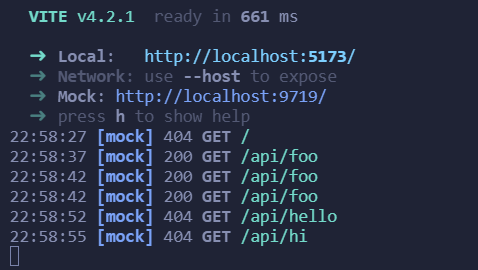 VITE v4.2.1 ready in 661 ms
➜ Local: http://localhost:5173/
➜ Network: use --host to expose
➜ Mock: http://localhost:9719/
➜ press h to show help
22:58:27 [mock] 404 GET /
22:58:37 [mock] 200 GET /api/foo
22:58:42 [mock] 200 GET /api/foo
22:58:42 [mock] 200 GET /api/foo
22:58:52 [mock] 404 GET /api/hello
22:58:55 [mock] 404 GET /api/hi